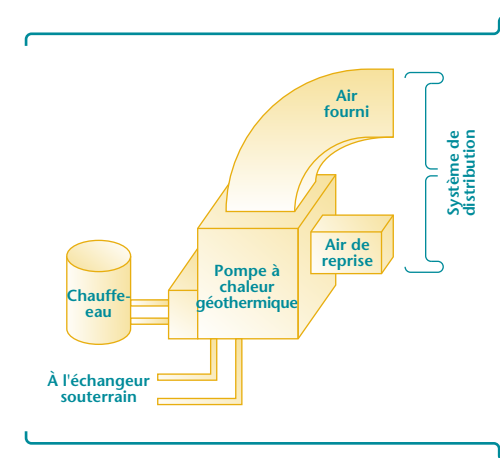 Air
fourni
Système de
distribution
Air de
reprise
Pompe à
chaleur
géothermique
Chauffe-
eau
À l'échangeur
souterrain